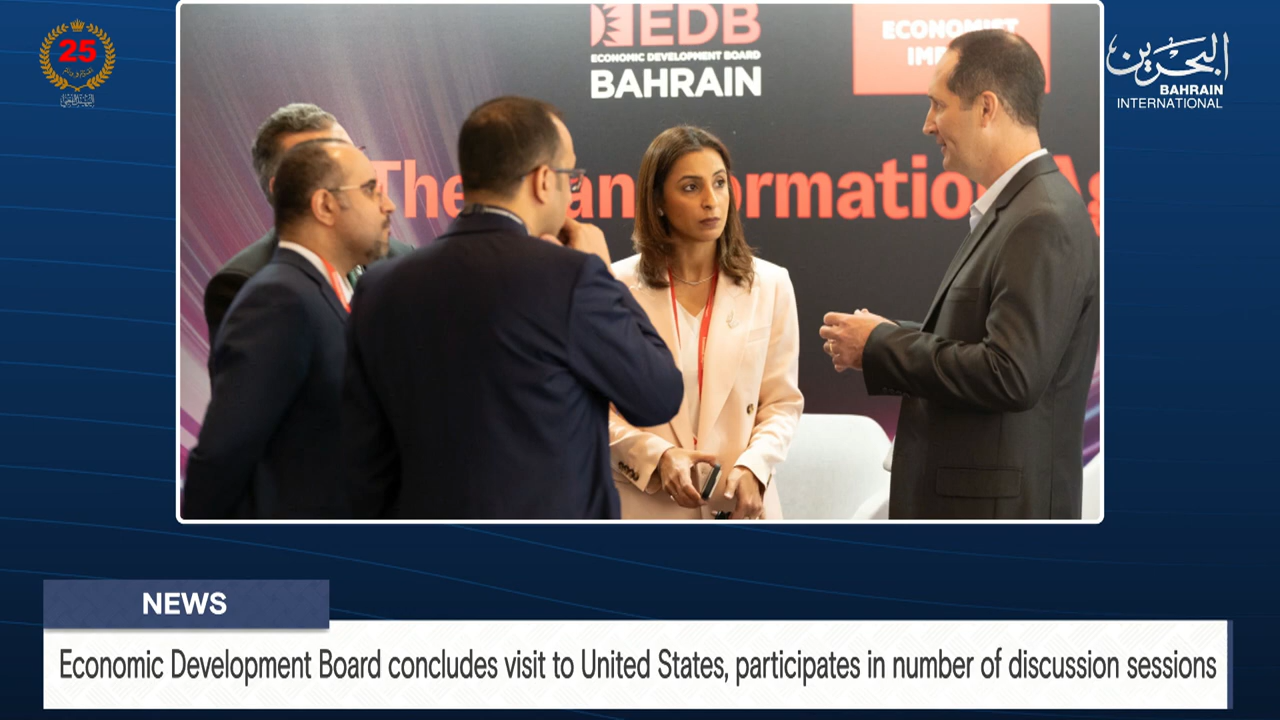 25
EDB
ECONOMIC DEVELOPMENT BOARD
BAHRAIN
ECONOMIST
البحرين
BAHRAIN
INTERNATIONAL
The
NEWS
Economic Development Board concludes visit to United States, participates in number of discussion sessions